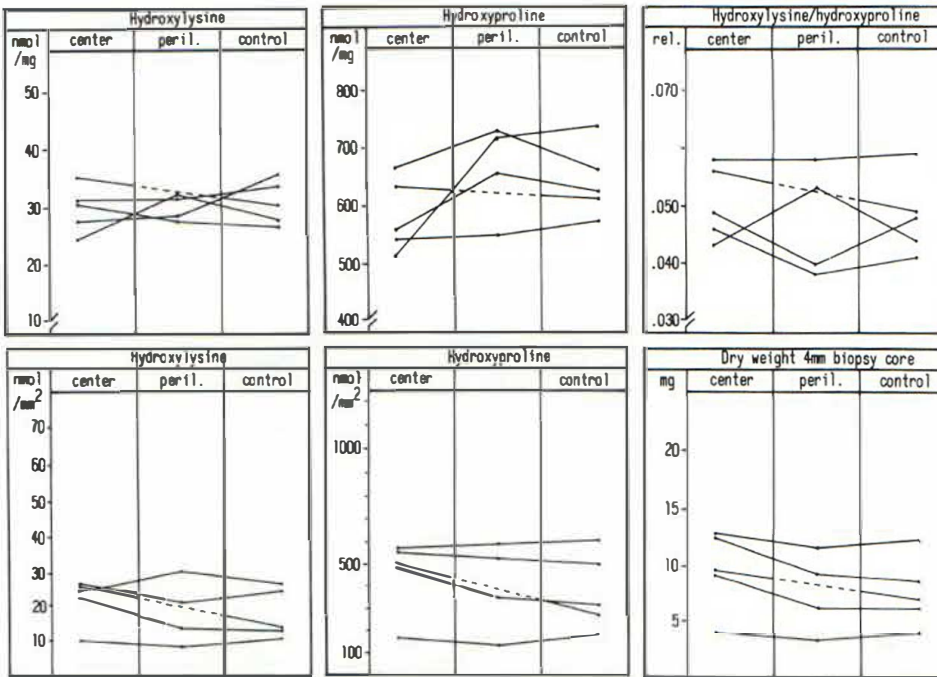 Hydroxylysine
nmol
/mg
center peril. control
50
40
30
20
10
Hydroxyproline
nmol
/mg
center peril. control
800
700
600
500
400
Hydroxylysine/hydroxyproline
rel. center peril. control
.070
.050
.040
.030
Hydroxylysine
nmol
/mm2
center peril. control
70
60
50
40
30
20
10
Hydroxyproline
nmol
/mm2
center control
1000
500
100
Dry weight 4mm biopsy core
mg center peril. control
20
15
10
5